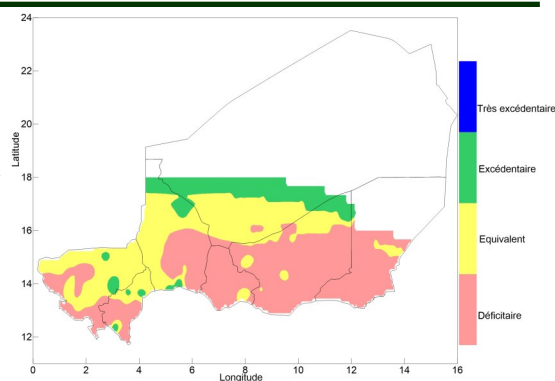 24
22
20
18
16
14
12
Latitude
0 2 4 6 8 10 12 14 16
Longitude
Très excédentaire
Excédentaire
Equivalent
Déficitaire